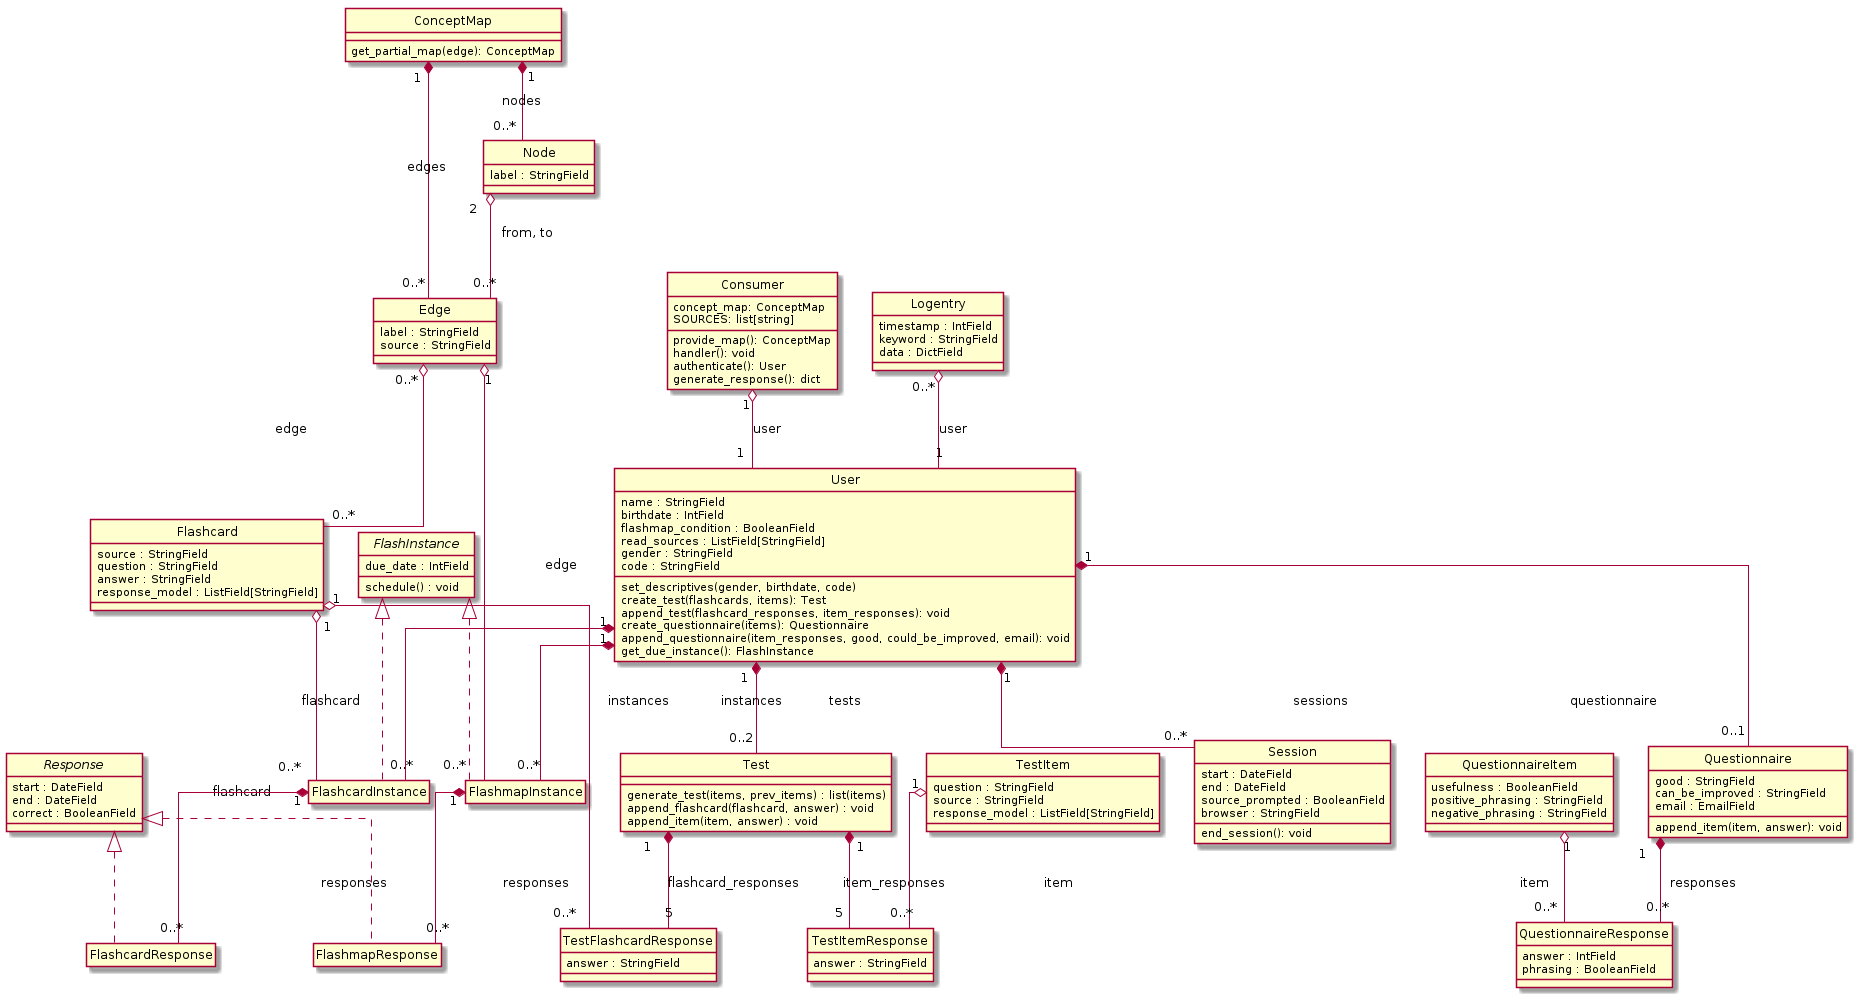 ConceptMap
get_partial_map(edge): ConceptMap
1
1
nodes
0..*
Node
label : StringField
edges
2
from, to
0..*
0..*
Edge
label : StringField
source : StringField
0..*
1
edge
0..*
Consumer
concept_map: ConceptMap
SOURCES: list[string]
provide_map(): ConceptMap
handler(): void
authenticate(): User
generate_response(): dict
1
user
1
Logentry
timestamp : IntField
keyword : StringField
data : DictField
0..*
user
1
User
name : StringField
birthdate : IntField
flashmap_condition : BooleanField
read_sources : ListField[StringField]
gender : StringField
code : StringField
set_descriptives(gender, birthdate, code)
create_test(flashcards, items): Test
append_test(flashcard_responses, item_responses): void
create_questionnaire(items): Questionnaire
append_questionnaire(item_responses, good, could_be_improved, email): void
get_due_instance(): FlashInstance
1
1
1
1
1
Flashcard
source : StringField
question : StringField
answer : StringField
response_model : ListField[StringField]
1
1
FlashInstance
due_date : IntField
schedule() : void
edge
flashcard
instances
instances
tests
sessions
questionnaire
0..*
0..*
0..*
0..*
0..2
0..*
0..1
Response
start : DateField
end : DateField
correct : BooleanField
flashcard
1
FlashcardInstance
1
FlashmapInstance
Test
generate_test(items, prev_items) : list(items)
append_flashcard(flashcard, answer) : void
append_item(item, answer) : void
1
1
1
TestItem
question : StringField
source : StringField
response_model : ListField[StringField]
Session
start : DateField
end : DateField
source_prompted : BooleanField
browser : StringField
end_session(): void
QuestionnaireItem
usefulness : BooleanField
positive_phrasing : StringField
negative_phrasing : StringField
1
Questionnaire
good : StringField
can_be_improved : StringField
email : EmailField
append_item(item, answer): void
1
responses
responses
flashcard_responses
item_responses
item
item
responses
0..*
0..*
0..*
5
5
0..*
0..*
0..*
FlashcardResponse
FlashmapResponse
TestFlashcardResponse
answer : StringField
TestItemResponse
answer : StringField
QuestionnaireResponse
answer : IntField
phrasing : BooleanField